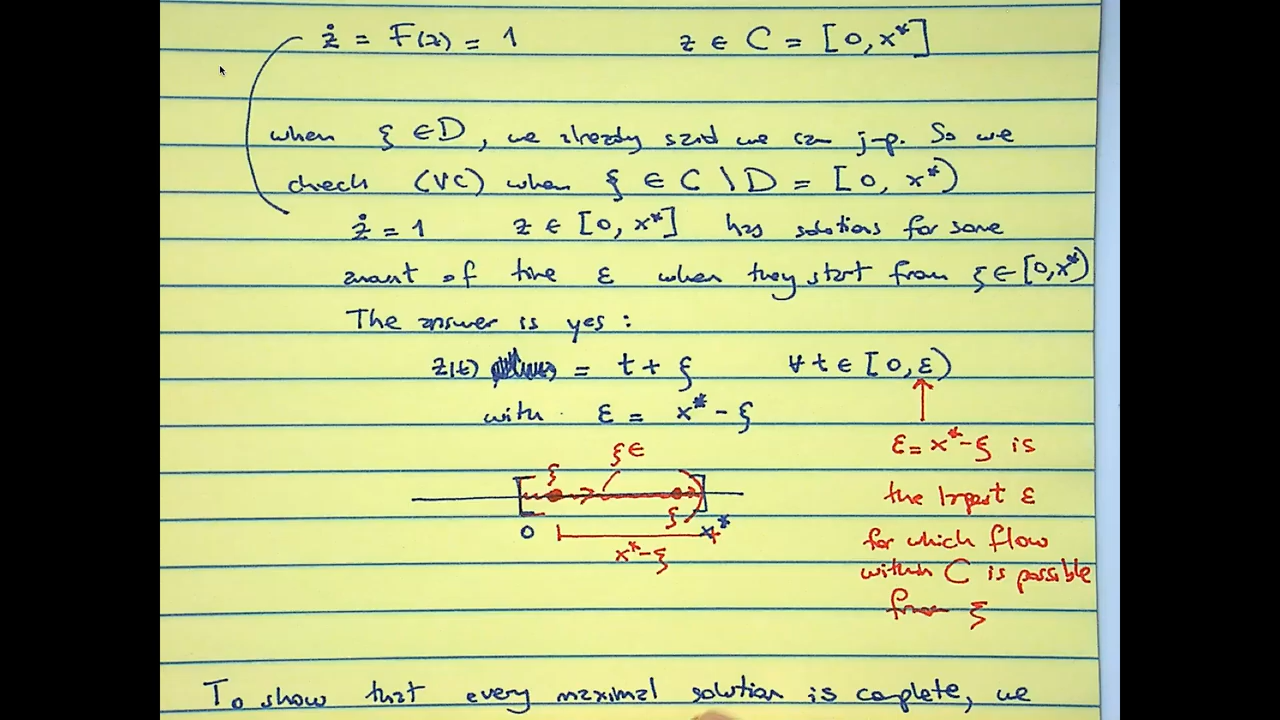 ż = F(z) = 1 z ∈ C = [0, x*]
when ξ ∈ D, we already said we can jump. So we
check (VC) when ξ ∈ C \ D = [0, x*)
ż = 1 z ∈ [0, x*] has solutions for some
amount of time ε when they start from ξ ∈ [0, x*)
The answer is yes :
z(t) = t + ξ ∀ t ∈ [0, ε)
with ε = x* - ξ
ε = x* - ξ is
the largest ε
for which flow
within C is possible
from ξ
ξ ξ ∈
ξ
0 x*
x* - ξ
To show that every maximal solution is complete, we